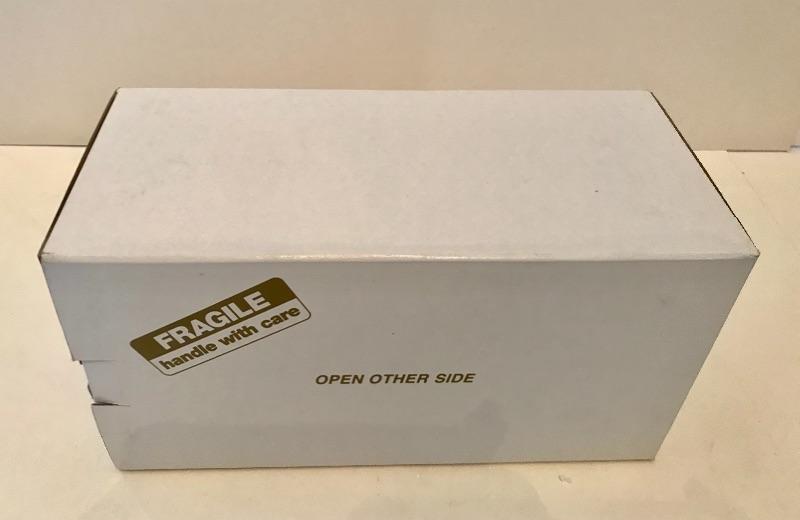 FRAGILE
handle with care
OPEN OTHER SIDE